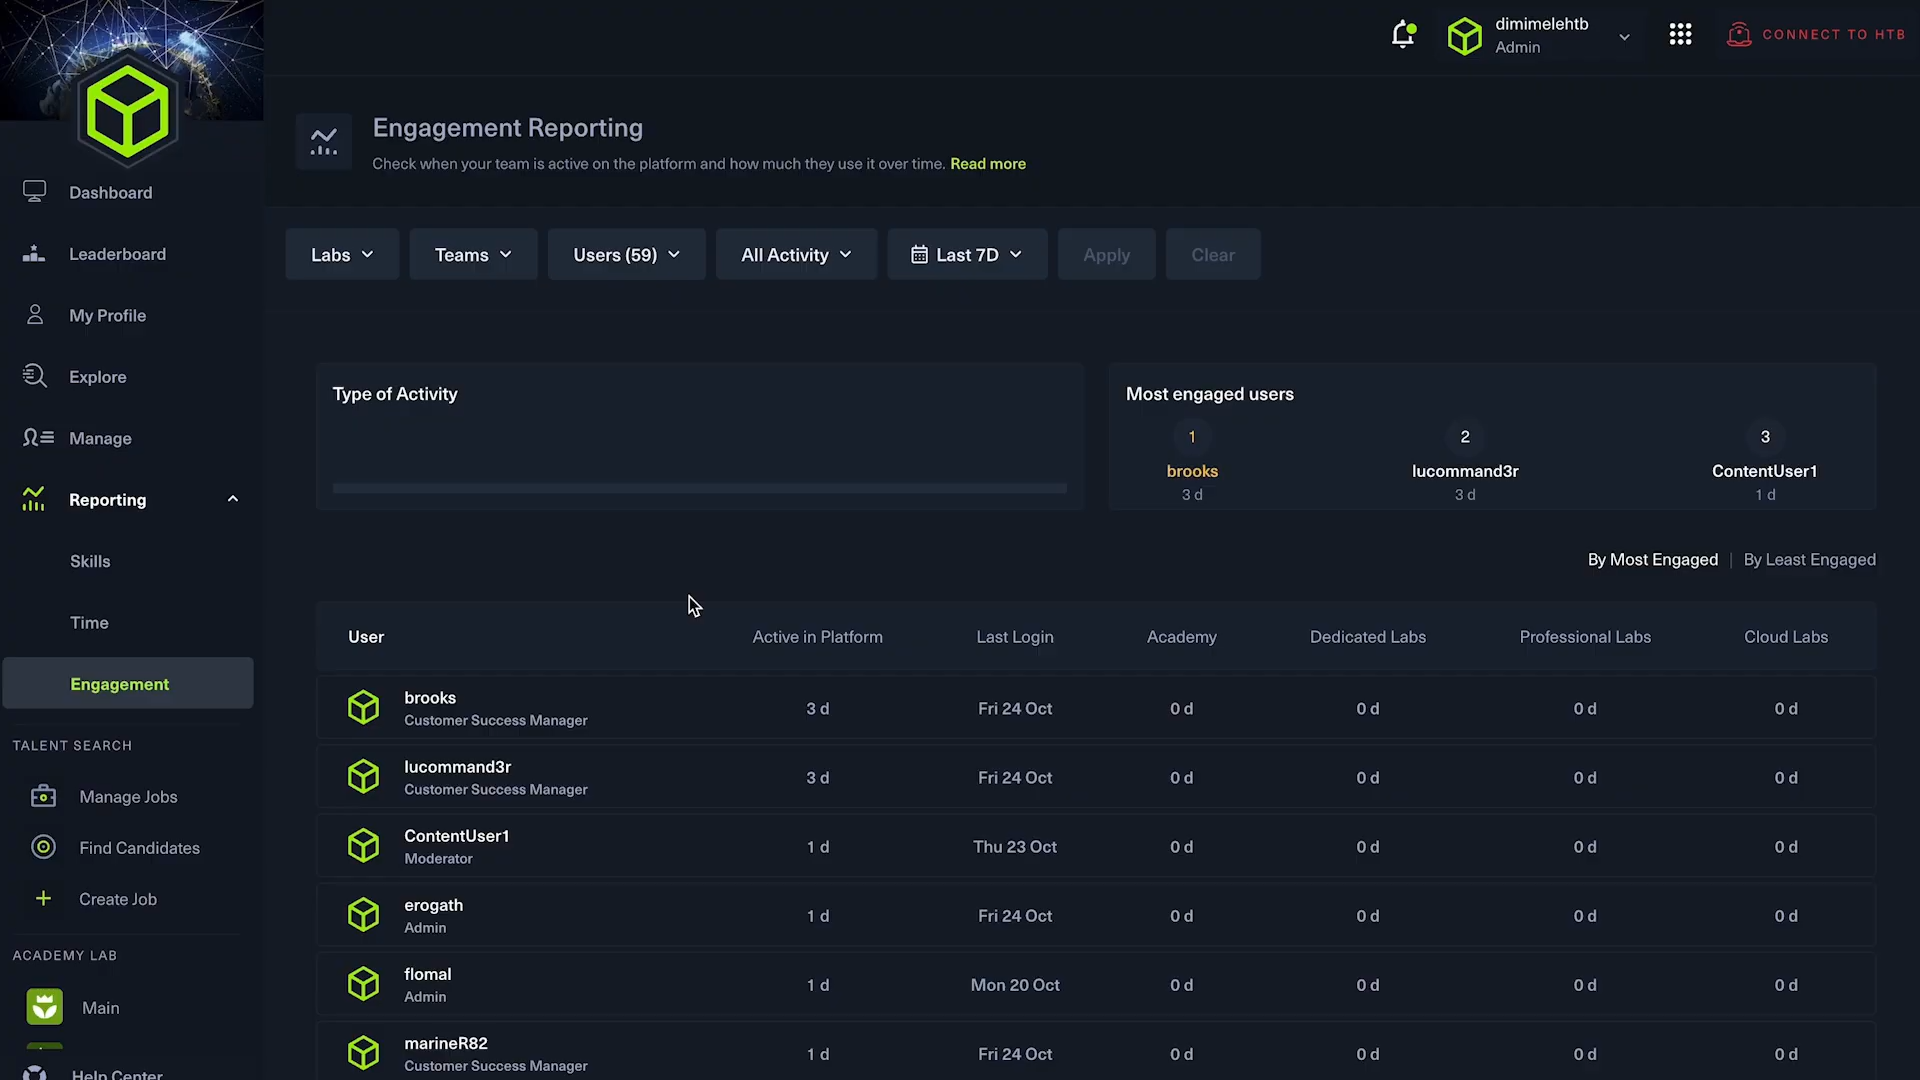 dimimelehtb
Admin
CONNECT TO HTB
Engagement Reporting
Check when your team is active on the platform and how much they use it over time. Read more
Dashboard
Leaderboard
My Profile
Explore
Manage
Reporting
Skills
Time
Engagement
TALENT SEARCH
Manage Jobs
Find Candidates
Create Job
ACADEMY LAB
Main
Help Center
Labs
Teams
Users (59)
All Activity
Last 7D
Apply
Clear
Type of Activity
Most engaged users
1
brooks
3 d
2
lucommand3r
3 d
3
ContentUser1
1 d
By Most Engaged | By Least Engaged
User Active in Platform Last Login Academy Dedicated Labs Professional Labs Cloud Labs
brooks
Customer Success Manager
3 d Fri 24 Oct 0 d 0 d 0 d 0 d
lucommand3r
Customer Success Manager
3 d Fri 24 Oct 0 d 0 d 0 d 0 d
ContentUser1
Moderator
1 d Thu 23 Oct 0 d 0 d 0 d 0 d
erogath
Admin
1 d Fri 24 Oct 0 d 0 d 0 d 0 d
flomal
Admin
1 d Mon 20 Oct 0 d 0 d 0 d 0 d
marineR82
Customer Success Manager
1 d Fri 24 Oct 0 d 0 d 0 d 0 d